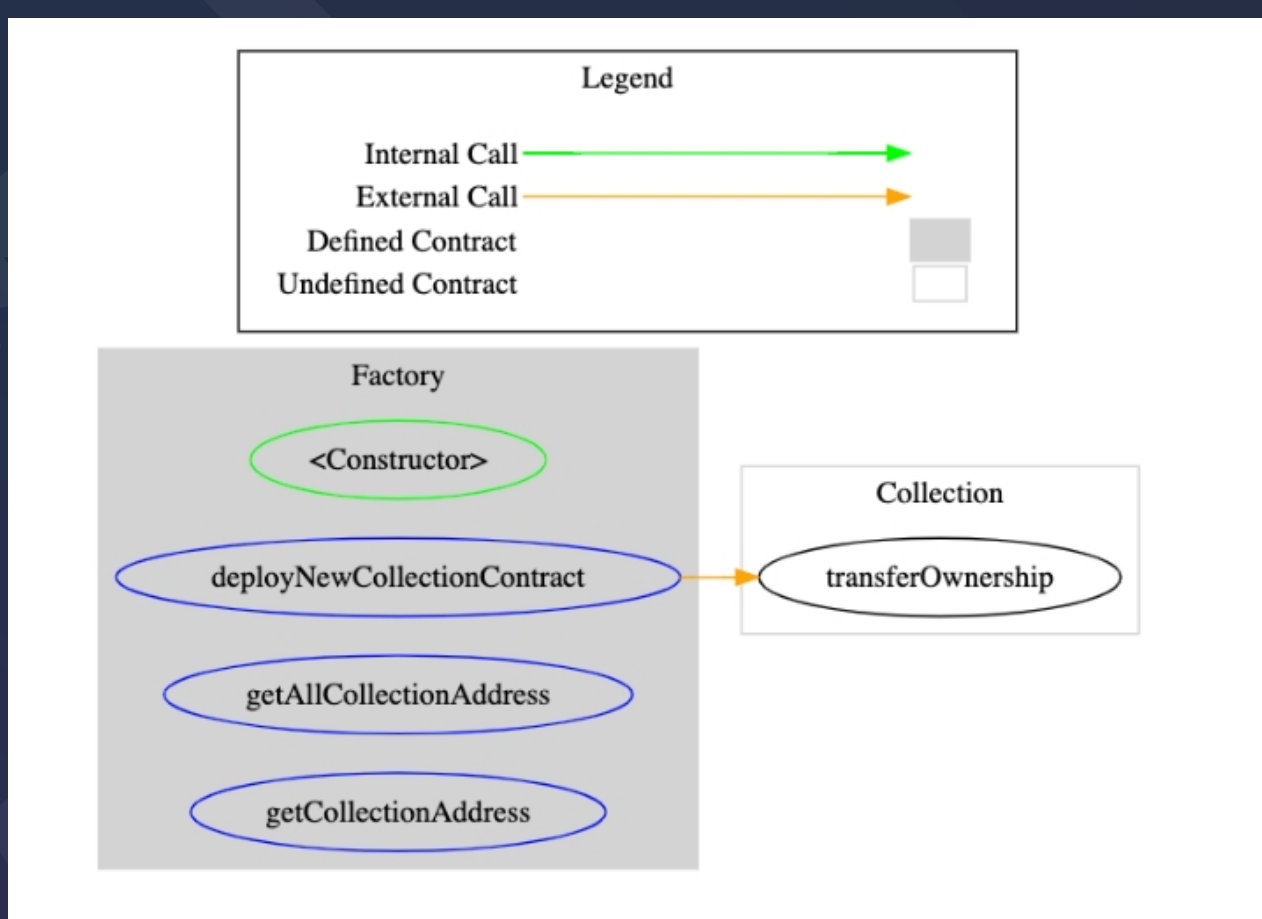 Legend
Internal Call
External Call
Defined Contract
Undefined Contract
Factory
<Constructor>
deployNewCollectionContract
getAllCollectionAddress
getCollectionAddress
Collection
transferOwnership